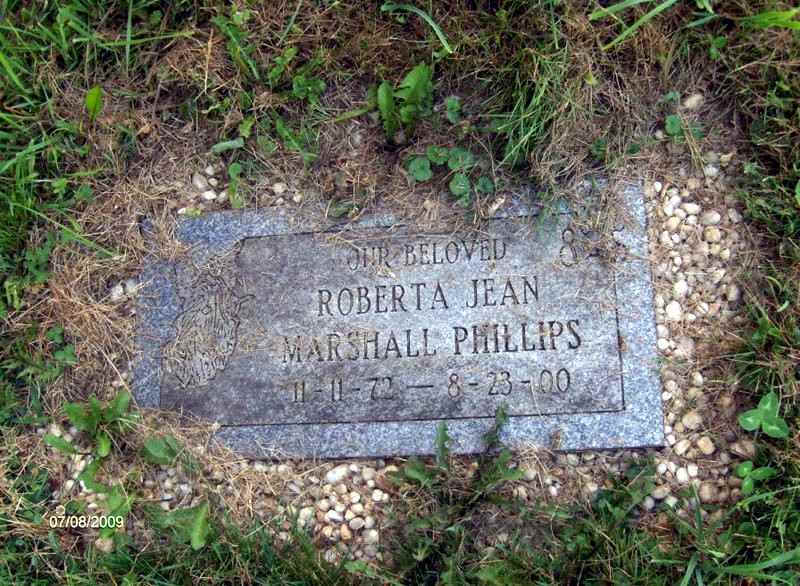 OUR BELOVED
ROBERTA JEAN
MARSHALL PHILLIPS
11-11-72 — 8-23-00
07/08/2009